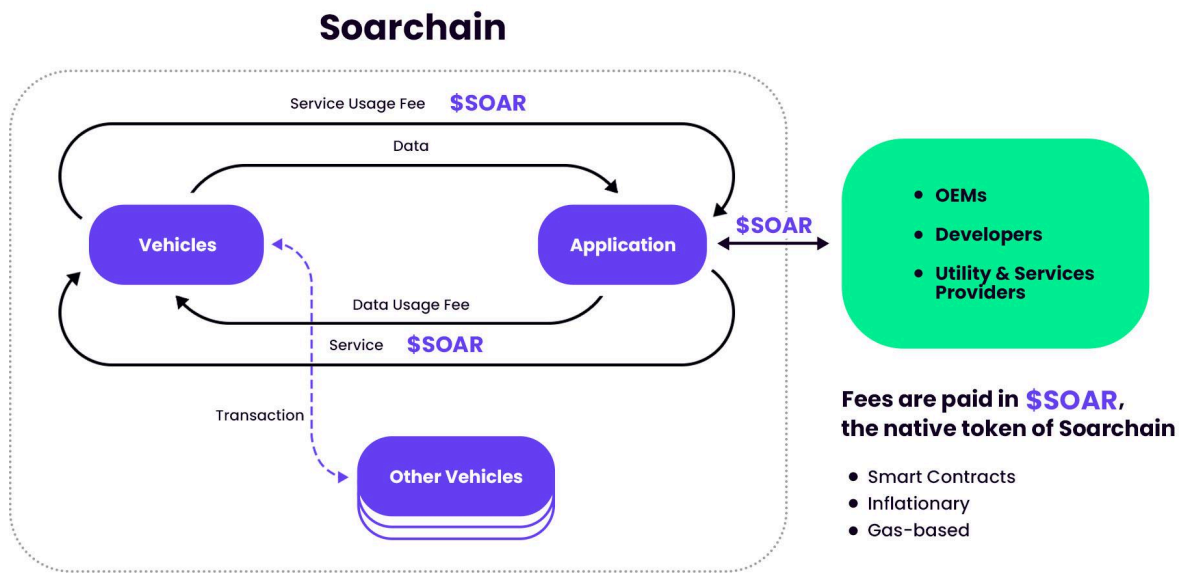 Soarchain
Service Usage Fee $SOAR
Data
Vehicles
Application
$SOAR
Data Usage Fee
Service $SOAR
Transaction
Other Vehicles
• OEMs
• Developers
• Utility & Services
Providers
Fees are paid in $SOAR,
the native token of Soarchain
• Smart Contracts
• Inflationary
• Gas-based